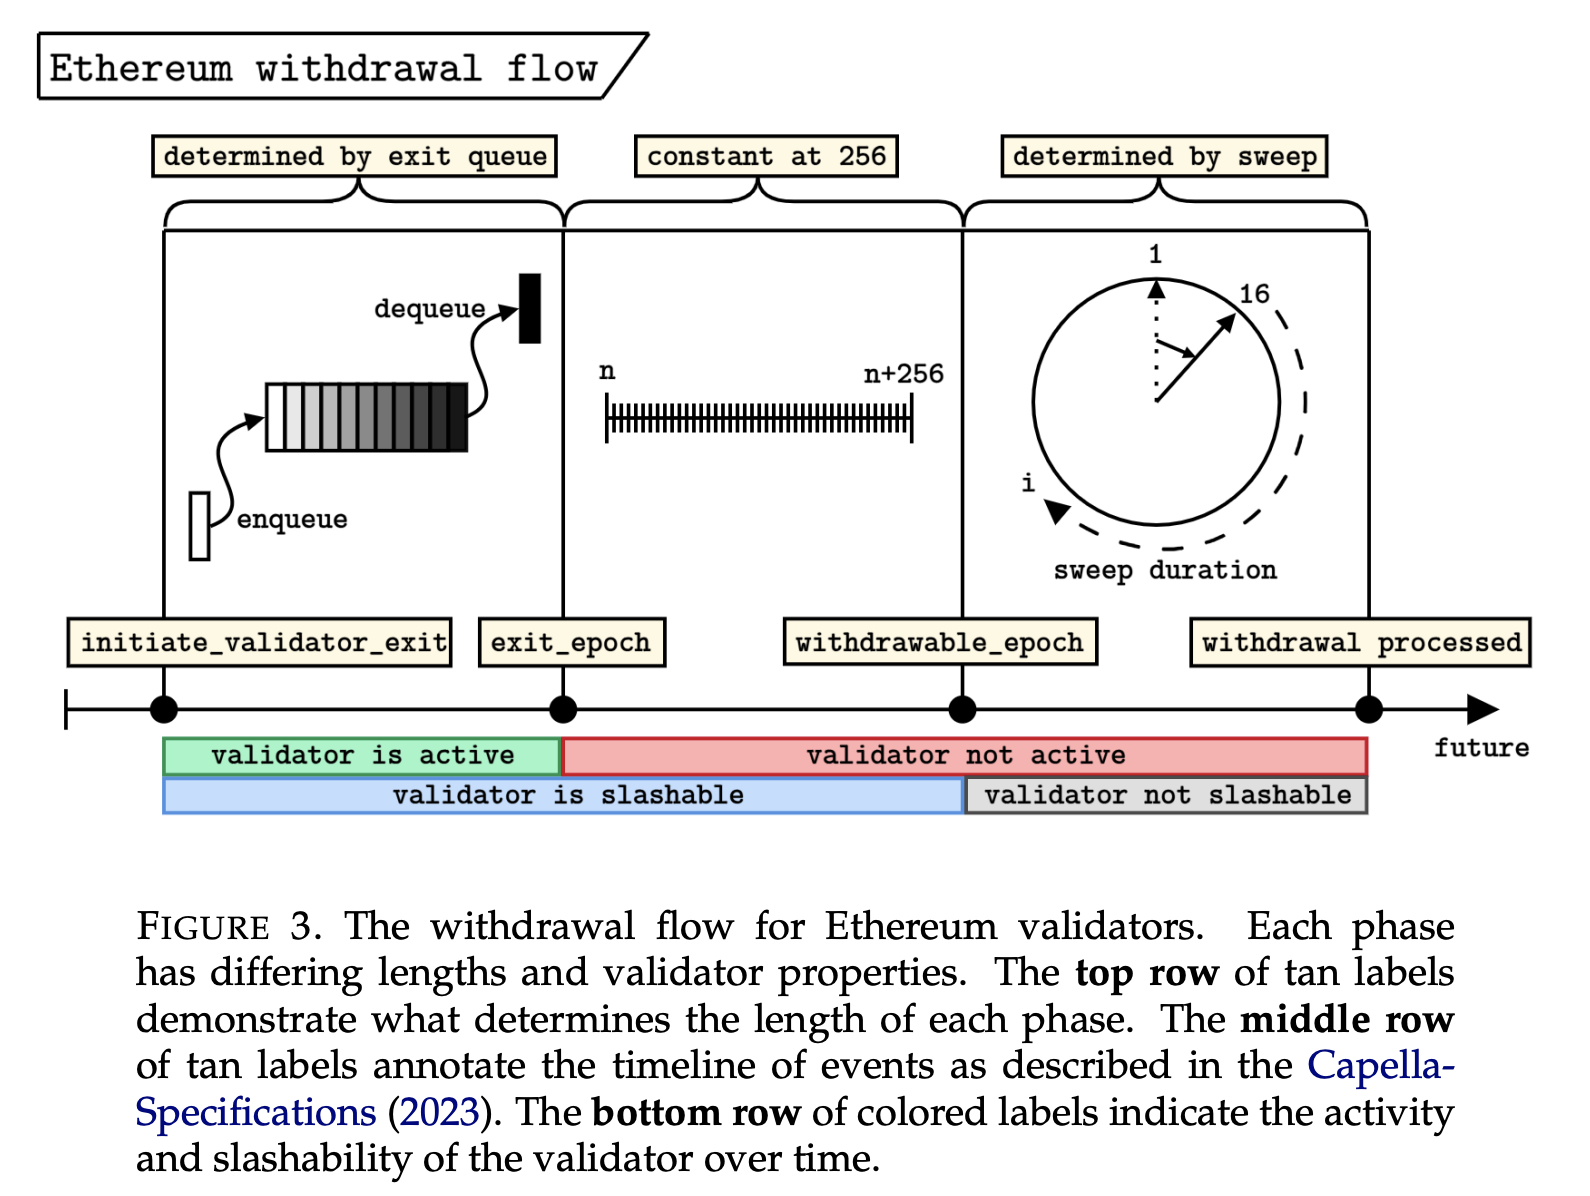 Ethereum withdrawal flow
determined by exit queue
constant at 256
determined by sweep
dequeue
enqueue
n
n+256
1
16
i
sweep duration
initiate_validator_exit
exit_epoch
withdrawable_epoch
withdrawal processed
future
validator is active
validator not active
validator is slashable
validator not slashable
FIGURE 3. The withdrawal flow for Ethereum validators. Each phase
has differing lengths and validator properties. The top row of tan labels
demonstrate what determines the length of each phase. The middle row
of tan labels annotate the timeline of events as described in the Capella-
Specifications (2023). The bottom row of colored labels indicate the activity
and slashability of the validator over time.